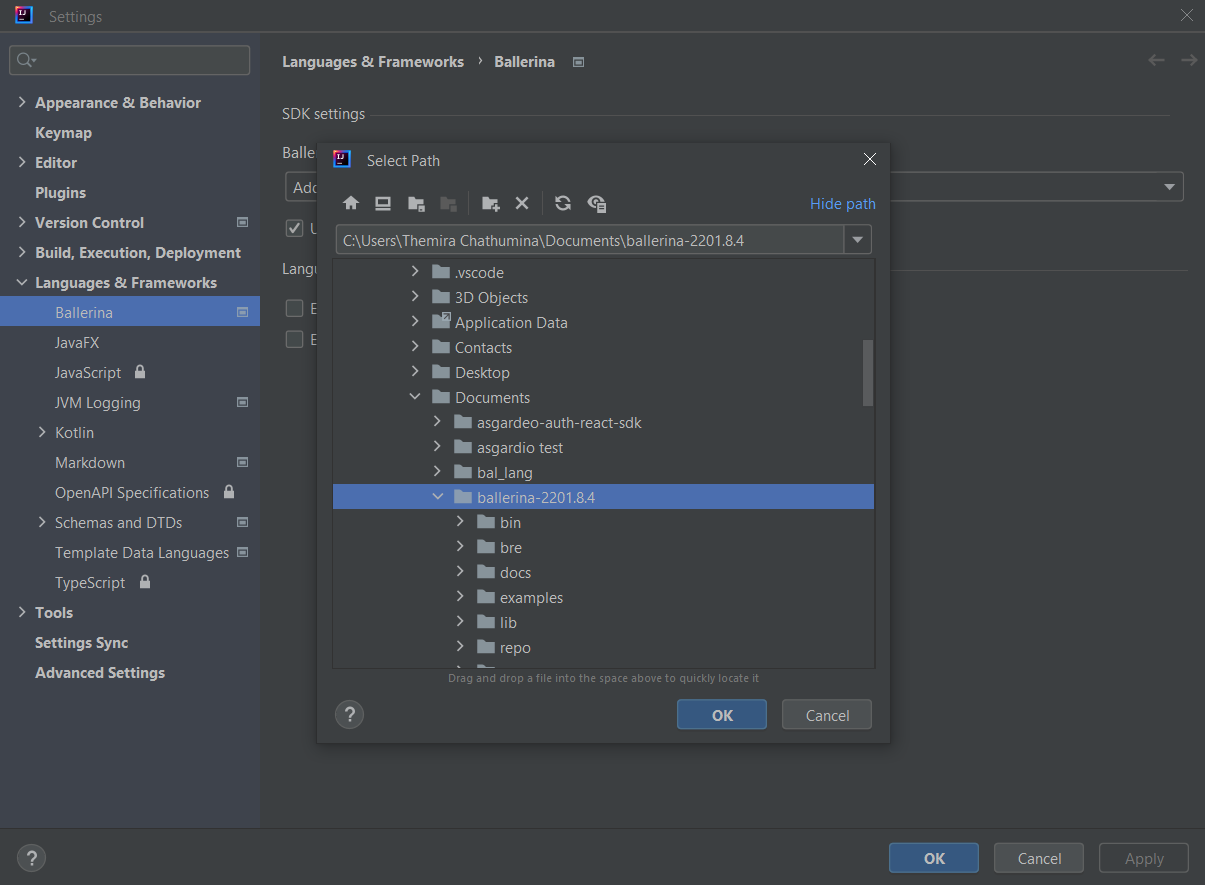 Settings
Appearance & Behavior
Keymap
Editor
Plugins
Version Control
Build, Execution, Deployment
Languages & Frameworks
Ballerina
JavaFX
JavaScript
JVM Logging
Kotlin
Markdown
OpenAPI Specifications
Schemas and DTDs
Template Data Languages
TypeScript
Tools
Settings Sync
Advanced Settings
Languages & Frameworks › Ballerina
SDK settings
Select Path
Hide path
C:\Users\Themira Chathumina\Documents\ballerina-2201.8.4
.vscode
3D Objects
Application Data
Contacts
Desktop
Documents
asgardeo-auth-react-sdk
asgardio test
bal_lang
ballerina-2201.8.4
bin
bre
docs
examples
lib
repo
Drag and drop a file into the space above to quickly locate it
?
OK
Cancel
?
OK
Cancel
Apply